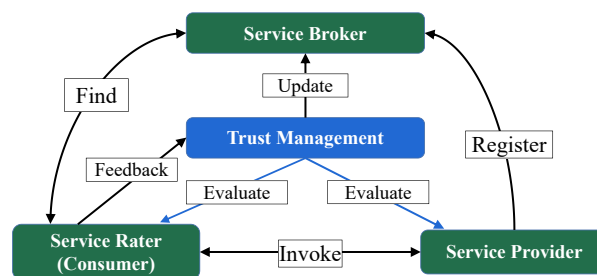 Service Broker
Find
Update
Trust Management
Register
Feedback
Evaluate
Evaluate
Service Rater
(Consumer)
Invoke
Service Provider